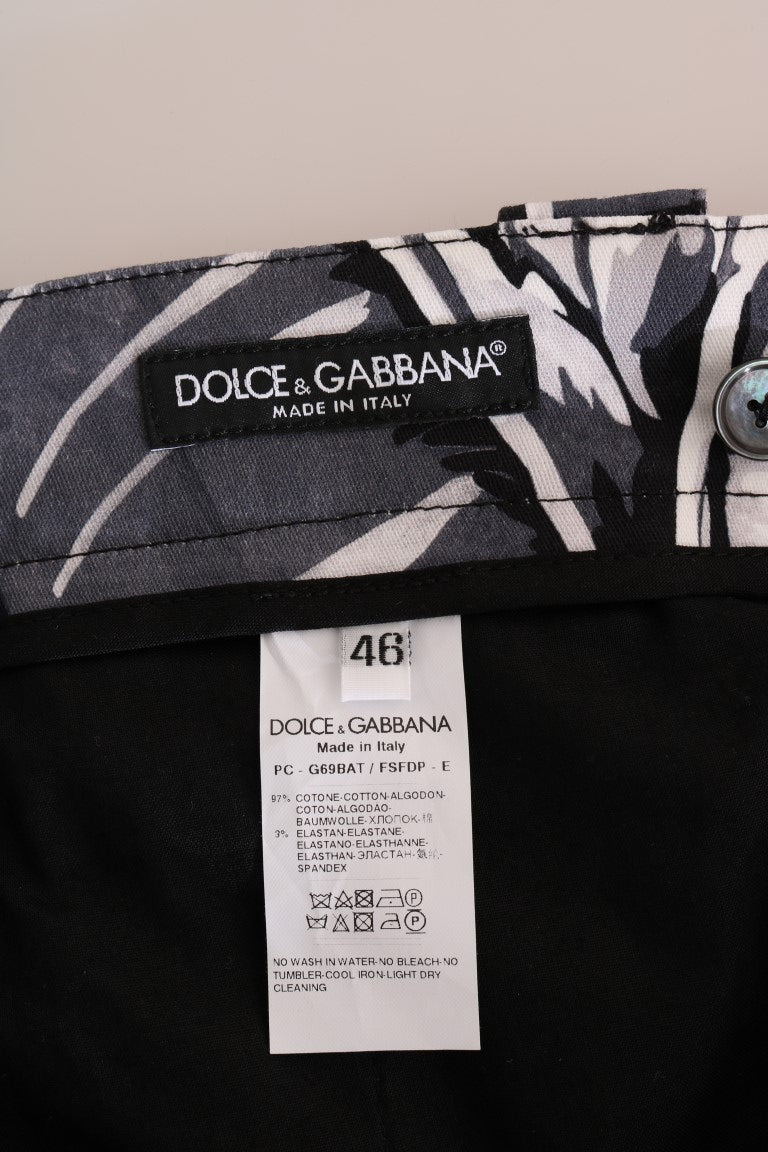 DOLCE & GABBANA®
MADE IN ITALY
46
DOLCE & GABBANA
Made in Italy
PC - G69BAT / FSFDP - E
97% COTONE-COTTON-ALGODON-
COTON-ALGODAO-
BAUMWOLLE-ХЛОПОК-棉
3% ELASTAN-ELASTANE-
ELASTANO-ELASTHANNE-
ELASTHAN-ЭЛАСТАН-氨纶-
SPANDEX
P
P
NO WASH IN WATER-NO BLEACH-NO
TUMBLER-COOL IRON-LIGHT DRY
CLEANING